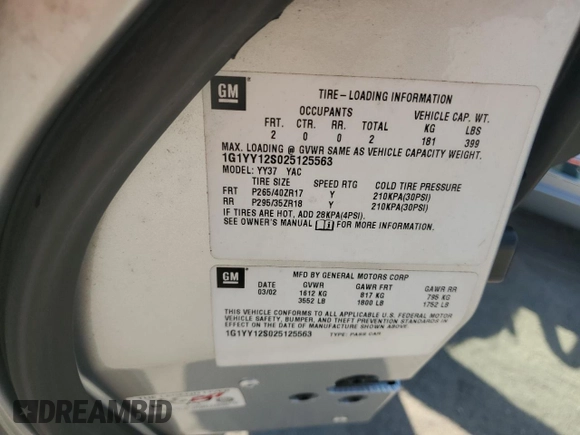 GM
TIRE-LOADING INFORMATION
OCCUPANTS VEHICLE CAP. WT.
FRT. CTR. RR. TOTAL KG LBS
2 0 0 2 181 399
MAX. LOADING @ GVWR SAME AS VEHICLE CAPACITY WEIGHT.
1G1YY12S025125563
MODEL: YY37 YAC
TIRE SIZE SPEED RTG COLD TIRE PRESSURE
FRT P265/40ZR17 Y 210KPA(30PSI)
RR P295/35ZR18 Y 210KPA(30PSI)
IF TIRES ARE HOT, ADD 28KPA(4PSI).
SEE OWNER'S MANUAL FOR MORE INFORMATION.
GM
MFD BY GENERAL MOTORS CORP
DATE GVWR GAWR FRT GAWR RR
03/02 1612 KG 817 KG 795 KG
3552 LB 1800 LB 1752 LB
THIS VEHICLE CONFORMS TO ALL APPLICABLE U.S. FEDERAL MOTOR
VEHICLE SAFETY, BUMPER, AND THEFT PREVENTION STANDARDS IN
EFFECT ON THE DATE OF MANUFACTURE SHOWN ABOVE.
1G1YY12S025125563 TYPE: PASS CAR
DREAMBID